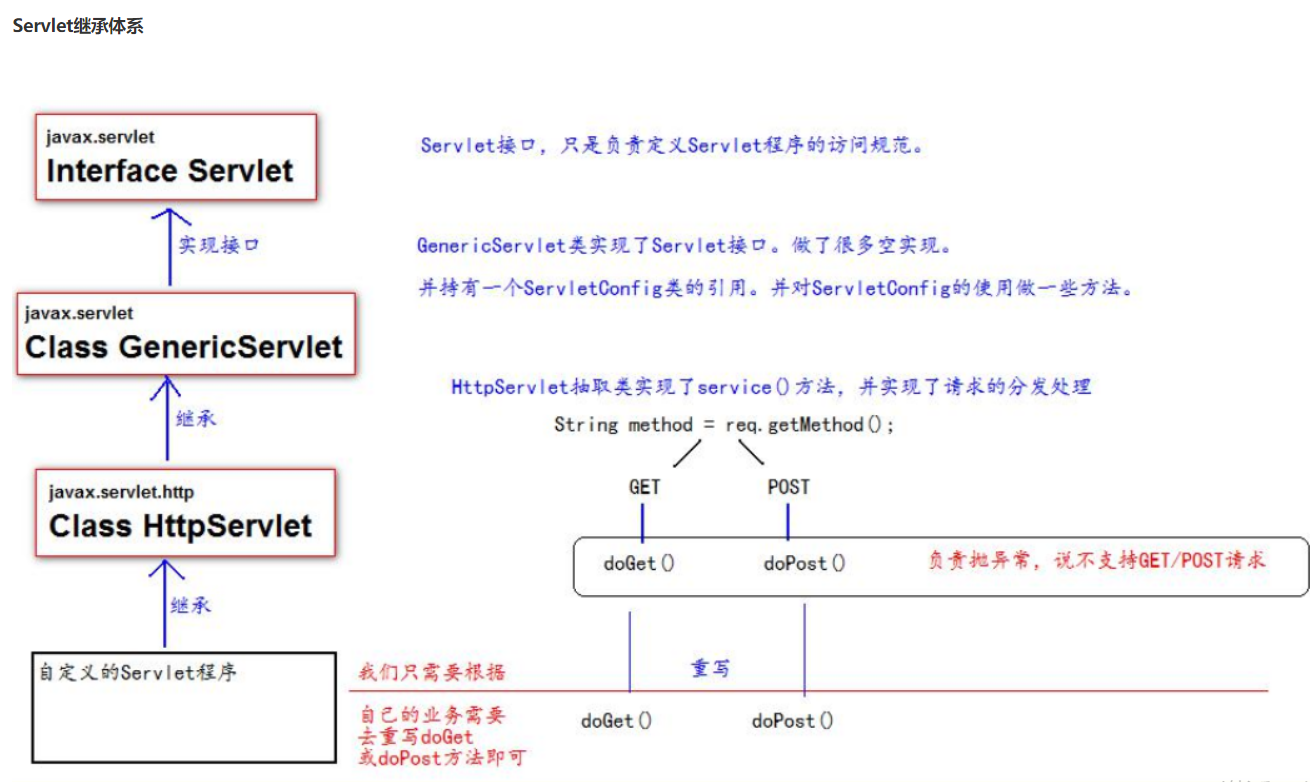 Servlet继承体系
javax.servlet
Interface Servlet
Servlet接口，只是负责定义Servlet程序的访问规范。
实现接口
GenericServlet类实现了Servlet接口。做了很多空实现。
并持有一个ServletConfig类的引用。并对ServletConfig的使用做一些方法。
javax.servlet
Class GenericServlet
继承
HttpServlet抽取类实现了service()方法，并实现了请求的分发处理
String method = req.getMethod();
GET
POST
javax.servlet.http
Class HttpServlet
doGet()
doPost()
负责抛异常，说不支持GET/POST请求
继承
自定义的Servlet程序
我们只需要根据
重写
自己的业务需要
去重写doGet
或doPost方法即可
doGet()
doPost()